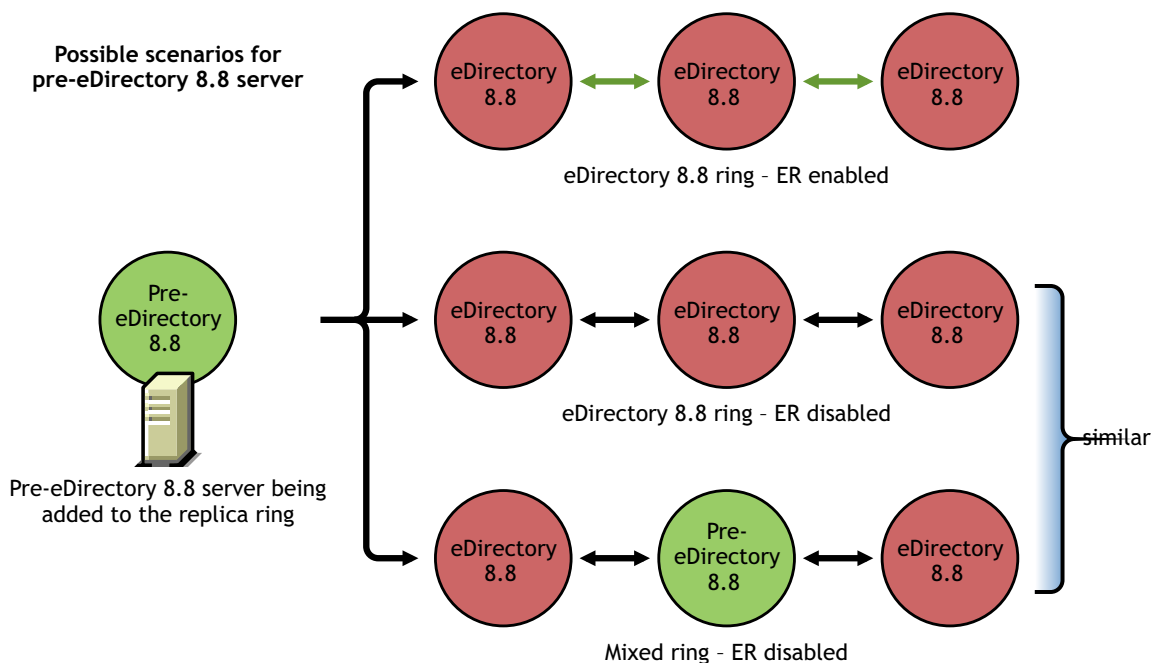 Possible scenarios for
pre-eDirectory 8.8 server
eDirectory
8.8
eDirectory
8.8
eDirectory
8.8
eDirectory 8.8 ring – ER enabled
Pre-
eDirectory
8.8
Pre-eDirectory 8.8 server being
added to the replica ring
eDirectory
8.8
eDirectory
8.8
eDirectory
8.8
eDirectory 8.8 ring – ER disabled
similar
eDirectory
8.8
Pre-
eDirectory
8.8
eDirectory
8.8
Mixed ring – ER disabled